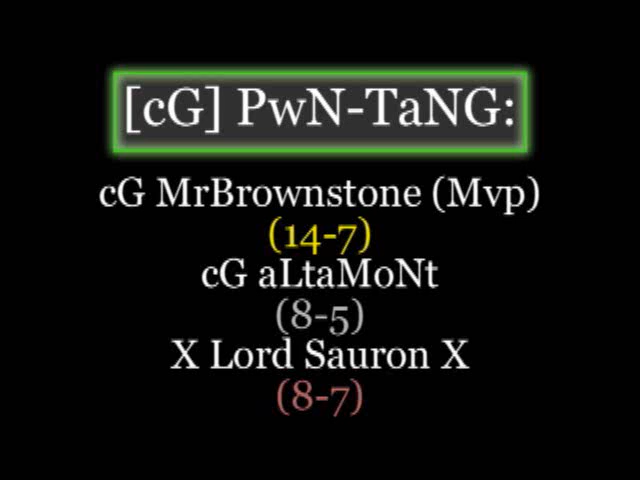 [cG] PwN-TaNG:
cG MrBrownstone (Mvp)
(14-7)
cG aLtaMoNt
(8-5)
X Lord Sauron X
(8-7)